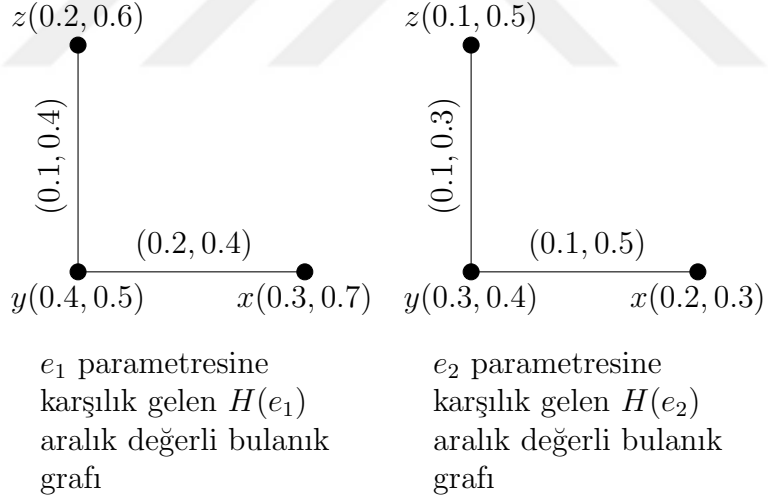 z(0.2, 0.6)
(0.1, 0.4)
(0.2, 0.4)
y(0.4, 0.5)
x(0.3, 0.7)
e₁ parametresine
karşılık gelen H(e₁)
aralık değerli bulanık
grafı
z(0.1, 0.5)
(0.1, 0.3)
(0.1, 0.5)
y(0.3, 0.4)
x(0.2, 0.3)
e₂ parametresine
karşılık gelen H(e₂)
aralık değerli bulanık
grafı